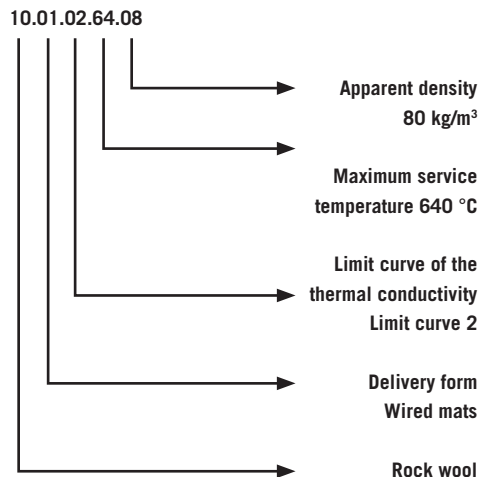 10.01.02.64.08
Apparent density
80 kg/m³
Maximum service
temperature 640 °C
Limit curve of the
thermal conductivity
Limit curve 2
Delivery form
Wired mats
Rock wool